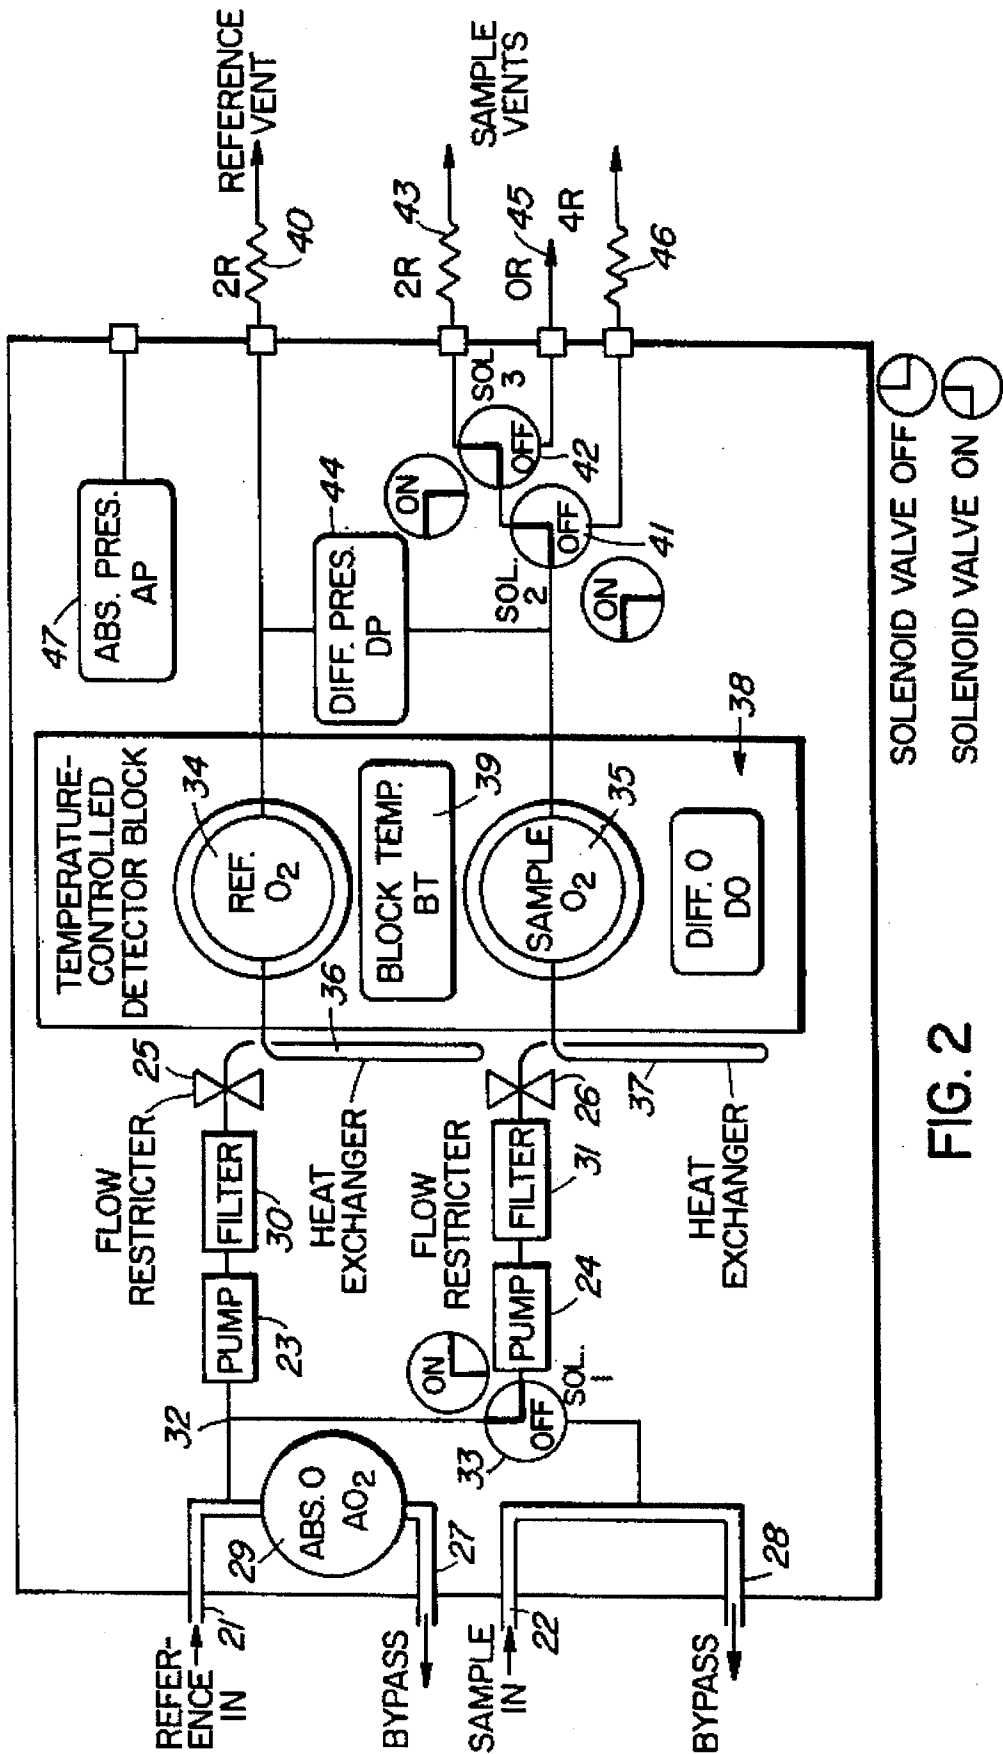 REFERENCE
VENT
SAMPLE
VENTS
2R
40
2R
43
0R
45
4R
46
47
ABS. PRES.
AP
44
DIFF. PRES.
DP
ON
SOL
3
OFF
42
SOL.
2
OFF
41
ON
TEMPERATURE-
CONTROLLED
DETECTOR BLOCK
34
REF.
O2
BLOCK TEMP.
BT
39
SAMPLE
O2
35
DIFF. O
DO
38
36
25
FLOW
RESTRICTER
FILTER
30
HEAT
EXCHANGER
26
37
FLOW
RESTRICTER
FILTER
31
HEAT
EXCHANGER
PUMP
23
PUMP
24
ON
OFF
SOL.
1
33
32
ABS. O
AO2
29
27
28
21
22
REFER-
ENCE
IN
BYPASS
SAMPLE
IN
BYPASS
SOLENOID VALVE OFF
SOLENOID VALVE ON
FIG. 2